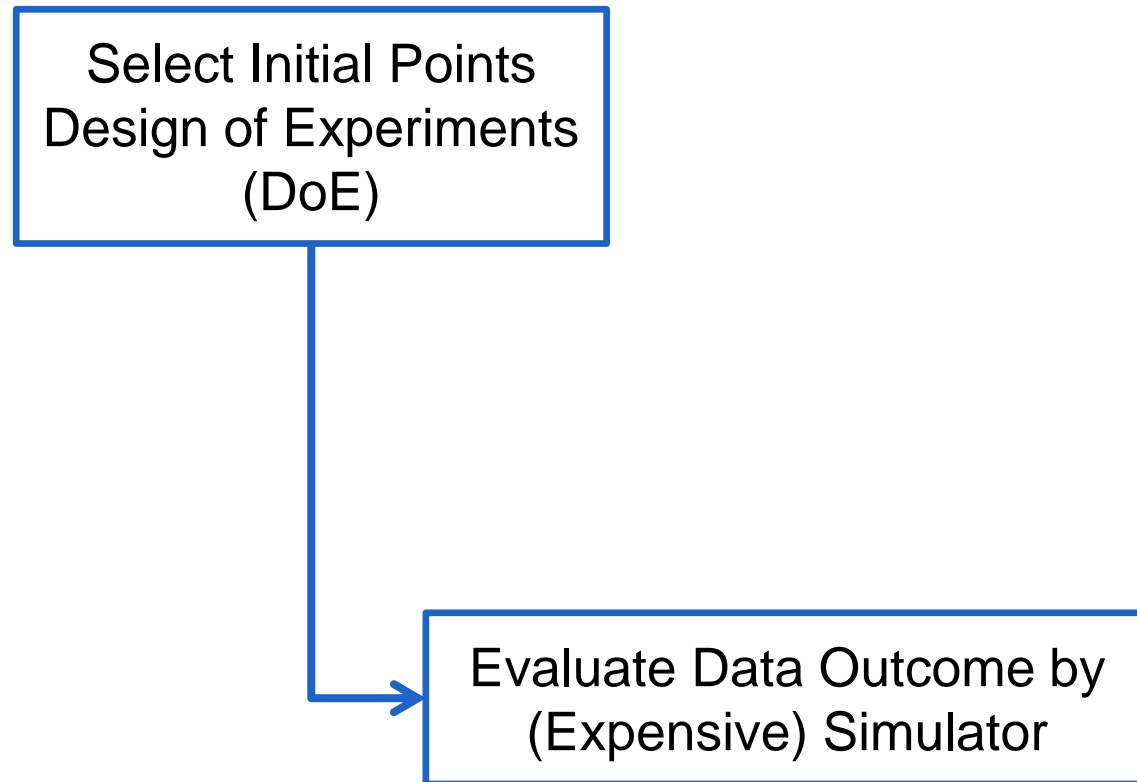 Select Initial Points
Design of Experiments
(DoE)
Evaluate Data Outcome by
(Expensive) Simulator